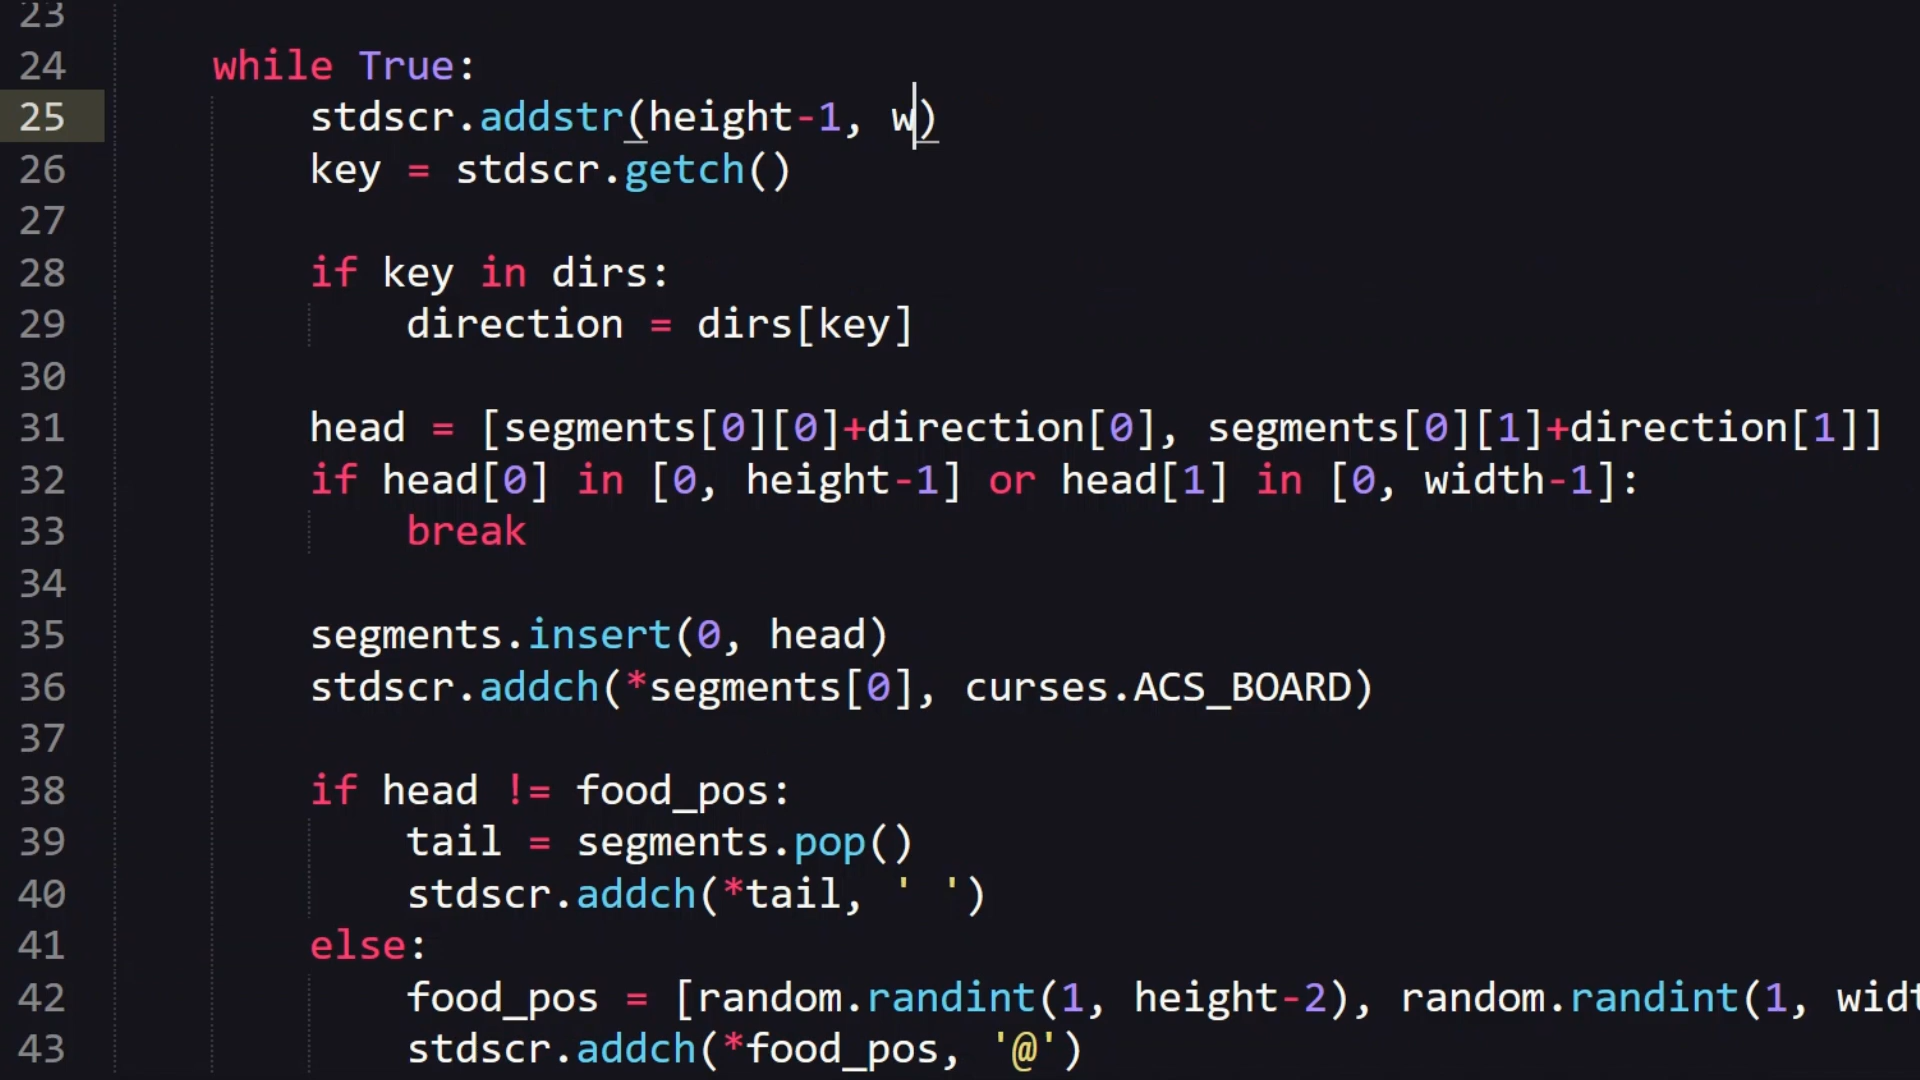 23
24 while True:
25 stdscr.addstr(height-1, w)
26 key = stdscr.getch()
27
28 if key in dirs:
29 direction = dirs[key]
30
31 head = [segments[0][0]+direction[0], segments[0][1]+direction[1]]
32 if head[0] in [0, height-1] or head[1] in [0, width-1]:
33 break
34
35 segments.insert(0, head)
36 stdscr.addch(*segments[0], curses.ACS_BOARD)
37
38 if head != food_pos:
39 tail = segments.pop()
40 stdscr.addch(*tail, ' ')
41 else:
42 food_pos = [random.randint(1, height-2), random.randint(1, widt
43 stdscr.addch(*food_pos, '@')